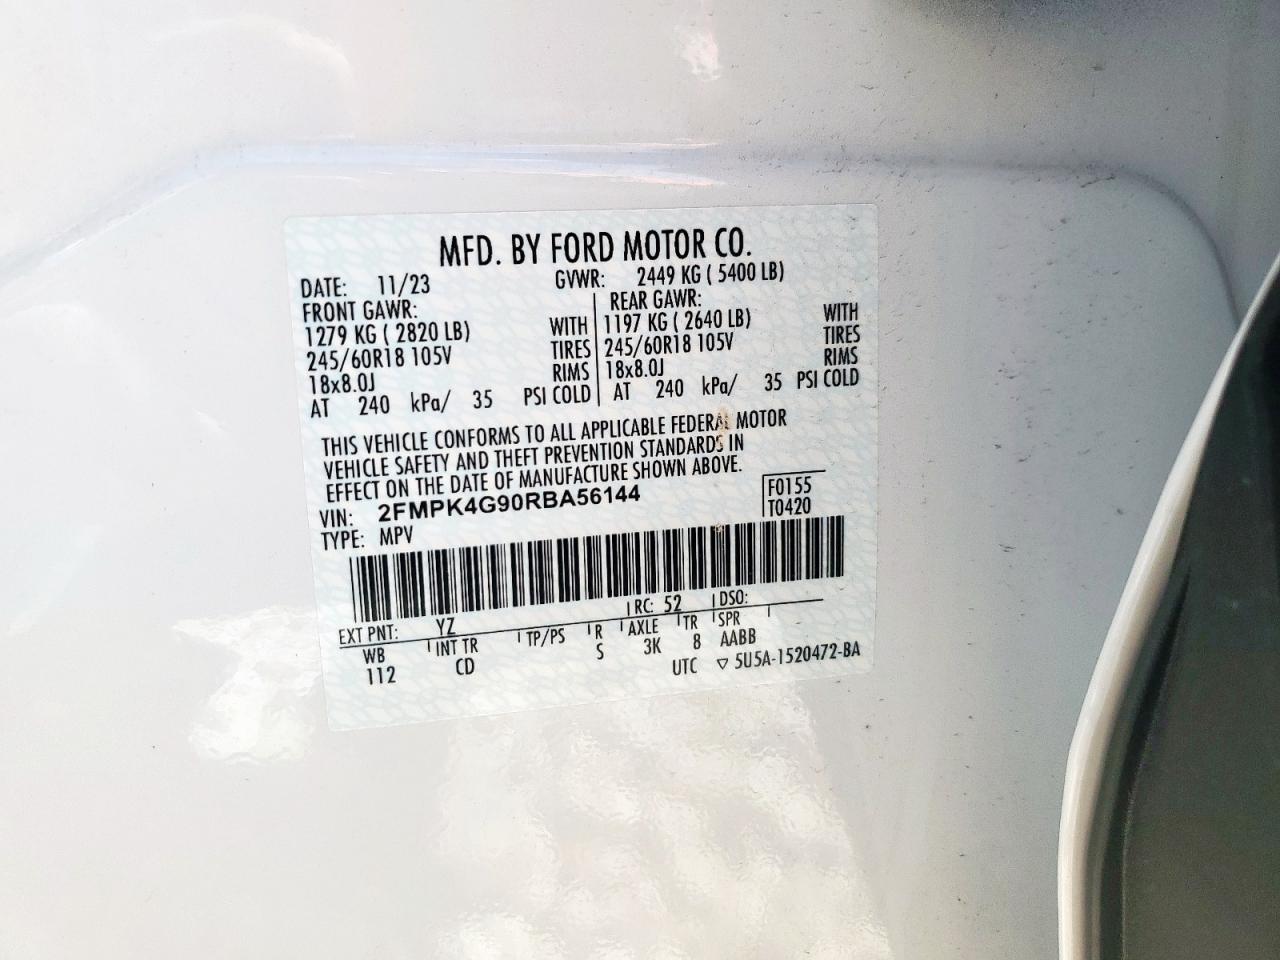 MFD. BY FORD MOTOR CO.
DATE: 11/23 GVWR: 2449 KG ( 5400 LB)
FRONT GAWR: REAR GAWR:
1279 KG ( 2820 LB) WITH 1197 KG ( 2640 LB) WITH
245/60R18 105V TIRES 245/60R18 105V TIRES
18x8.0J RIMS 18x8.0J RIMS
AT 240 kPa/ 35 PSI COLD AT 240 kPa/ 35 PSI COLD
THIS VEHICLE CONFORMS TO ALL APPLICABLE FEDERAL MOTOR
VEHICLE SAFETY AND THEFT PREVENTION STANDARDS IN
EFFECT ON THE DATE OF MANUFACTURE SHOWN ABOVE.
VIN: 2FMPK4G90RBA56144 F0155
TYPE: MPV T0420
EXT PNT: YZ RC: 52 DSO:
WB INT TR TP/PS R AXLE TR SPR
112 CD S 3K 8 AABB
UTC ▽ 5U5A-1520472-BA